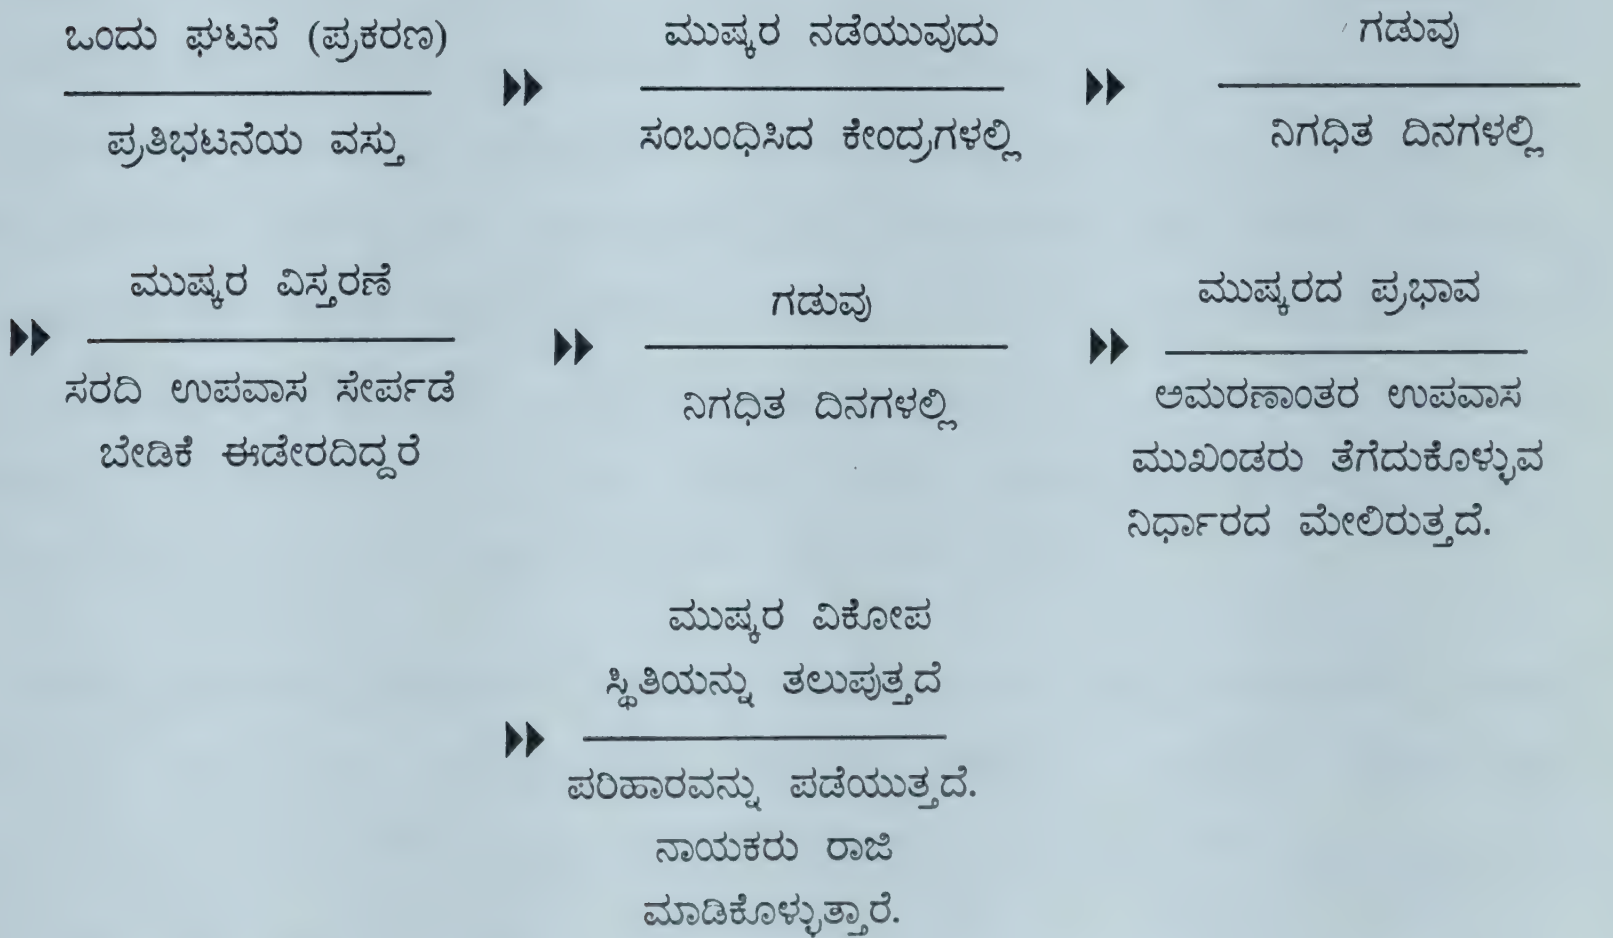 ಒಂದು ಘಟನೆ (ಪ್ರಕರಣ)
ಪ್ರತಿಭಟನೆಯ ವಸ್ತು
ಮುಷ್ಕರ ನಡೆಯುವುದು
ಸಂಬಂಧಿಸಿದ ಕೇಂದ್ರಗಳಲ್ಲಿ
ಗಡುವು
ನಿಗಧಿತ ದಿನಗಳಲ್ಲಿ
ಮುಷ್ಕರ ವಿಸ್ತರಣೆ
ಸರದಿ ಉಪವಾಸ ಸೇರ್ಪಡೆ
ಬೇಡಿಕೆ ಈಡೇರದಿದ್ದರೆ
ಗಡುವು
ನಿಗಧಿತ ದಿನಗಳಲ್ಲಿ
ಮುಷ್ಕರದ ಪ್ರಭಾವ
ಅಮರಣಾಂತರ ಉಪವಾಸ
ಮುಖಂಡರು ತೆಗೆದುಕೊಳ್ಳುವ
ನಿರ್ಧಾರದ ಮೇಲಿರುತ್ತದೆ.
ಮುಷ್ಕರ ವಿಕೋಪ
ಸ್ಥಿತಿಯನ್ನು ತಲುಪುತ್ತದೆ
ಪರಿಹಾರವನ್ನು ಪಡೆಯುತ್ತದೆ.
ನಾಯಕರು ರಾಜಿ
ಮಾಡಿಕೊಳ್ಳುತ್ತಾರೆ.